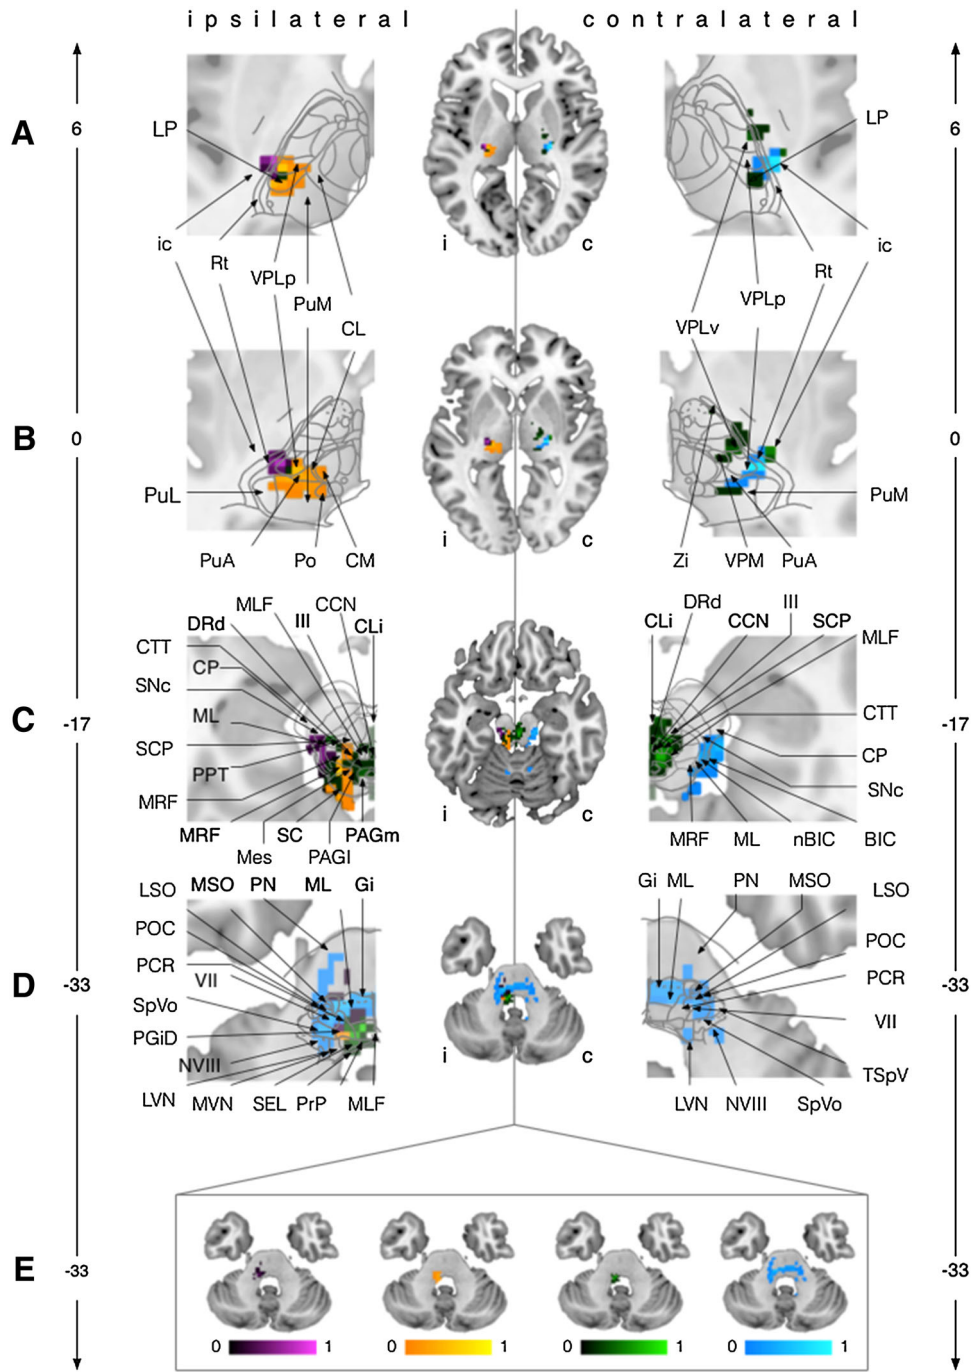 ipsilateral contralateral
A 6 6
LP LP
ic ic
Rt Rt
VPLp VPLp
PuM
CL VPLv
i c
B 0 0
PuL PuM
PuA Po CM Zi VPM PuA
i c
MLF CCN DRd III
DRd III CLi CLi CCN SCP
CTT MLF
CP
SNc
ML CTT
C -17 -17
SCP CP
PPT SNc
MRF
i c
MRF SC PAGm MRF ML nBIC BIC
Mes PAGl
LSO MSO PN ML Gi Gi ML PN MSO LSO
POC POC
PCR PCR
VII
D -33 -33
SpVo VII
PGiD
i c
NVIII TSpV
LVN MVN SEL PrP MLF LVN NVIII SpVo
E -33 -33
0 1 0 1 0 1 0 1